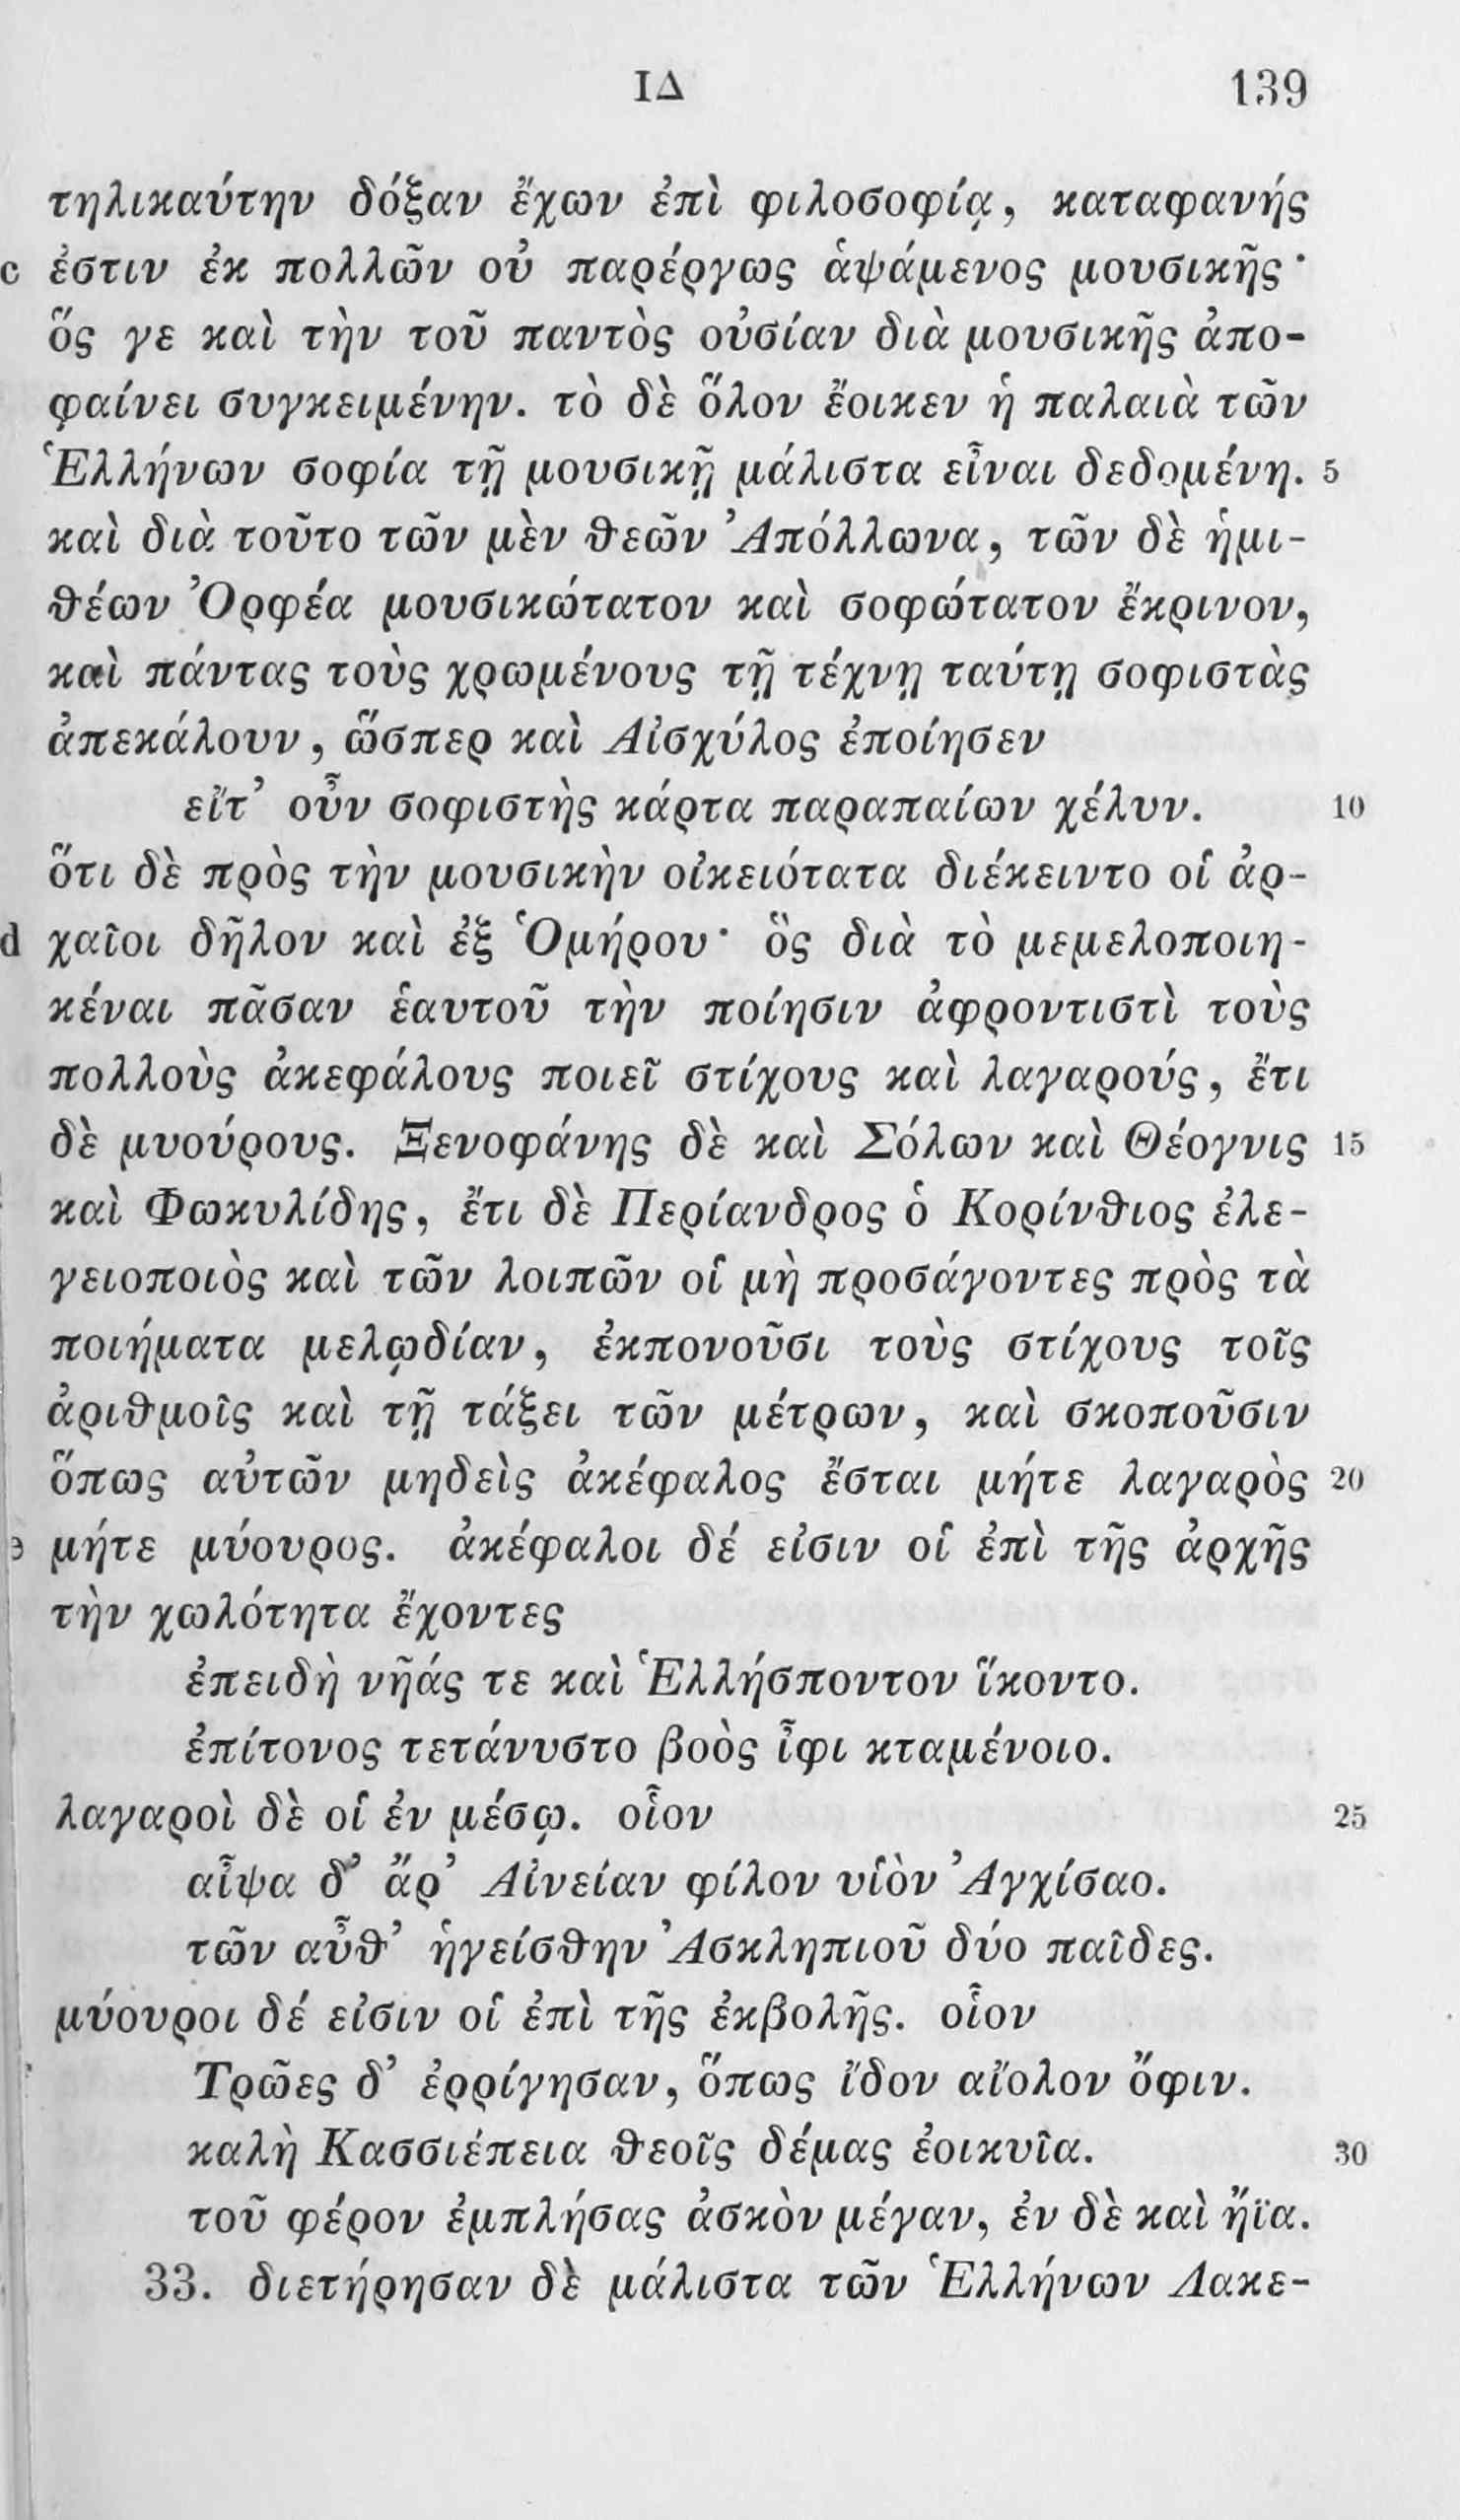 ΙΔ 139
τηλικαύτην δόξαν ἔχων ἐπὶ φιλοσοφίᾳ, καταφανής
c ἐστιν ἐκ πολλῶν οὐ παρέργως ἁψάμενος μουσικῆς·
ὅς γε καὶ τὴν τοῦ παντὸς οὐσίαν διὰ μουσικῆς ἀπο-
φαίνει συγκειμένην. τὸ δὲ ὅλον ἔοικεν ἡ παλαιὰ τῶν
Ἑλλήνων σοφία τῇ μουσικῇ μάλιστα εἶναι δεδομένη. 5
καὶ διὰ τοῦτο τῶν μὲν θεῶν Ἀπόλλωνα, τῶν δὲ ἡμι-
θέων Ὀρφέα μουσικώτατον καὶ σοφώτατον ἔκρινον,
καὶ πάντας τοὺς χρωμένους τῇ τέχνῃ ταύτῃ σοφιστὰς
ἀπεκάλουν, ὥσπερ καὶ Αἰσχύλος ἐποίησεν
εἴτ᾽ οὖν σοφιστὴς κάρτα παραπαίων χέλυν. 10
ὅτι δὲ πρὸς τὴν μουσικὴν οἰκειότατα διέκειντο οἱ ἀρ-
d χαῖοι δῆλον καὶ ἐξ Ὁμήρου· ὃς διὰ τὸ μεμελοποιη-
κέναι πᾶσαν ἑαυτοῦ τὴν ποίησιν ἀφροντιστὶ τοὺς
πολλοὺς ἀκεφάλους ποιεῖ στίχους καὶ λαγαρούς, ἔτι
δὲ μυούρους. Ξενοφάνης δὲ καὶ Σόλων καὶ Θέογνις 15
καὶ Φωκυλίδης, ἔτι δὲ Περίανδρος ὁ Κορίνθιος ἐλε-
γειοποιὸς καὶ τῶν λοιπῶν οἱ μὴ προσάγοντες πρὸς τὰ
ποιήματα μελῳδίαν, ἐκπονοῦσι τοὺς στίχους τοῖς
ἀριθμοῖς καὶ τῇ τάξει τῶν μέτρων, καὶ σκοποῦσιν
ὅπως αὐτῶν μηδεὶς ἀκέφαλος ἔσται μήτε λαγαρὸς 20
e μήτε μύουρος. ἀκέφαλοι δέ εἰσιν οἱ ἐπὶ τῆς ἀρχῆς
τὴν χωλότητα ἔχοντες
ἐπειδὴ νῆάς τε καὶ Ἑλλήσποντον ἵκοντο.
ἐπίτονος τετάνυστο βοὸς ἶφι κταμένοιο.
λαγαροὶ δὲ οἱ ἐν μέσῳ. οἷον 25
αἶψα δ᾽ ἄρ᾽ Αἰνείαν φίλον υἱὸν Ἀγχίσαο.
τῶν αὖθ᾽ ἡγείσθην Ἀσκληπιοῦ δύο παῖδες.
μύουροι δέ εἰσιν οἱ ἐπὶ τῆς ἐκβολῆς. οἷον
Τρῶες δ᾽ ἐρρίγησαν, ὅπως ἴδον αἴολον ὄφιν.
καλὴ Κασσιέπεια θεοῖς δέμας ἐοικυῖα. 30
τοῦ φέρον ἐμπλήσας ἀσκὸν μέγαν, ἐν δὲ καὶ ἤϊα.
33. διετήρησαν δὲ μάλιστα τῶν Ἑλλήνων Λακε-